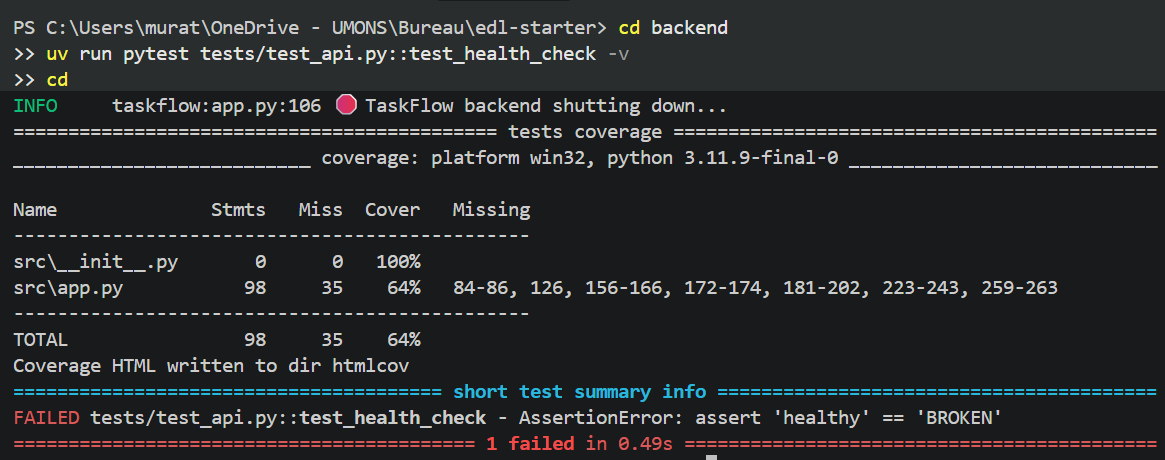 PS C:\Users\murat\OneDrive - UMONS\Bureau\edl-starter> cd backend
>> uv run pytest tests/test_api.py::test_health_check -v
>> cd
INFO     taskflow:app.py:106 🛑 TaskFlow backend shutting down...
============================================ tests coverage ============================================
___________________________ coverage: platform win32, python 3.11.9-final-0 ____________________________
Name              Stmts   Miss  Cover   Missing
-----------------------------------------------
src\__init__.py       0      0   100%
src\app.py           98     35    64%   84-86, 126, 156-166, 172-174, 181-202, 223-243, 259-263
-----------------------------------------------
TOTAL                98     35    64%
Coverage HTML written to dir htmlcov
======================================= short test summary info ========================================
FAILED tests/test_api.py::test_health_check - AssertionError: assert 'healthy' == 'BROKEN'
========================================== 1 failed in 0.49s ===========================================